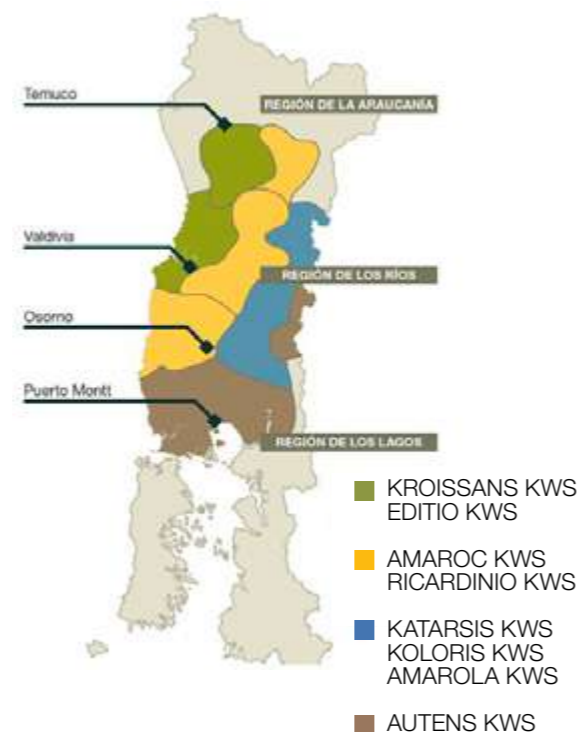 Temuco
REGIÓN DE LA ARAUCANÍA
Valdivia
REGIÓN DE LOS RÍOS
Osorno
Puerto Montt
REGIÓN DE LOS LAGOS
KROISSANS KWS
EDITIO KWS
AMAROC KWS
RICARDINIO KWS
KATARSIS KWS
KOLORIS KWS
AMAROLA KWS
AUTENS KWS